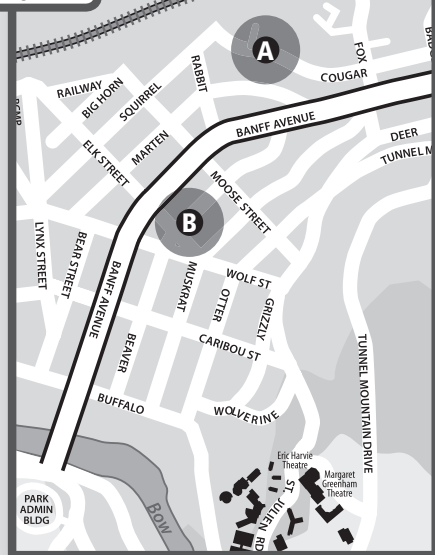 A
FOX
COUGAR
RABBIT
RAILWAY
BIG HORN
SQUIRREL
BANFF AVENUE
MARTEN
ELK STREET
DEER
MOOSE STREET
B
LYNX STREET
BEAR STREET
BANFF AVENUE
MUSKRAT
OTTER
WOLF ST
GRIZZLY
BEAVER
CARIBOU ST
BUFFALO
WOLVERINE
TUNNEL MOUNTAIN DRIVE
Eric Harvie
Theatre
Margaret
Greenham
Theatre
ST. JULIEN RD
PARK
ADMIN
BLDG
Bow